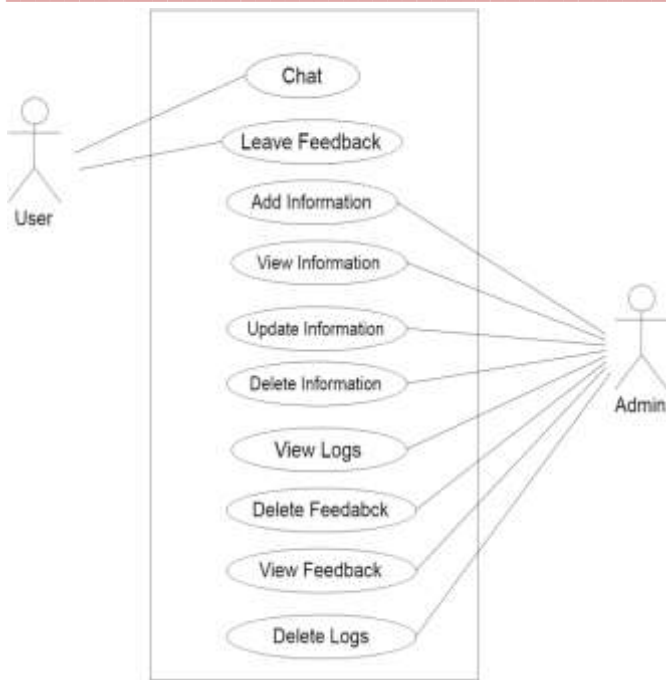 Chat
Leave Feedback
User
Add Information
View Information
Update Information
Delete Information
Admin
View Logs
Delete Feedabck
View Feedback
Delete Logs